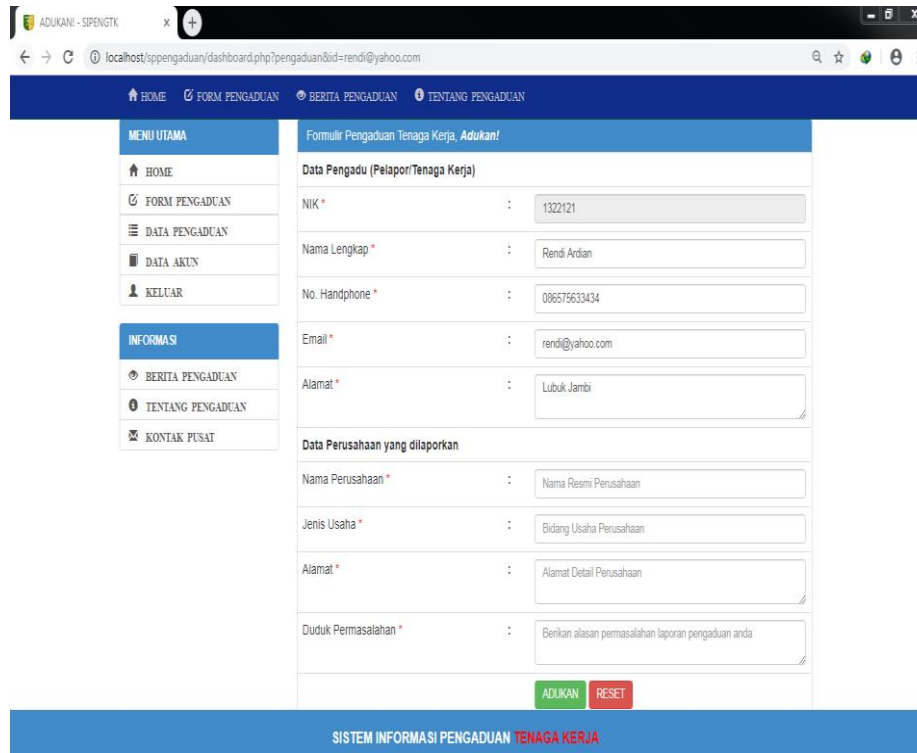 ADUKAN! - SIPENGTK
localhost/sppengaduan/dashboard.php?pengaduan&id=rendi@yahoo.com
HOME FORM PENGADUAN BERITA PENGADUAN TENTANG PENGADUAN
MENU UTAMA
HOME
FORM PENGADUAN
DATA PENGADUAN
DATA AKUN
KELUAR
INFORMASI
BERITA PENGADUAN
TENTANG PENGADUAN
KONTAK PUSAT
Formulir Pengaduan Tenaga Kerja, Adukan!
Data Pengadu (Pelapor/Tenaga Kerja)
NIK * : 1322121
Nama Lengkap * : Rendi Ardian
No. Handphone * : 086575633434
Email * : rendi@yahoo.com
Alamat * : Lubuk Jambi
Data Perusahaan yang dilaporkan
Nama Perusahaan * : Nama Resmi Perusahaan
Jenis Usaha * : Bidang Usaha Perusahaan
Alamat * : Alamat Detail Perusahaan
Duduk Permasalahan * : Berikan alasan permasalahan laporan pengaduan anda
ADUKAN RESET
SISTEM INFORMASI PENGADUAN TENAGA KERJA